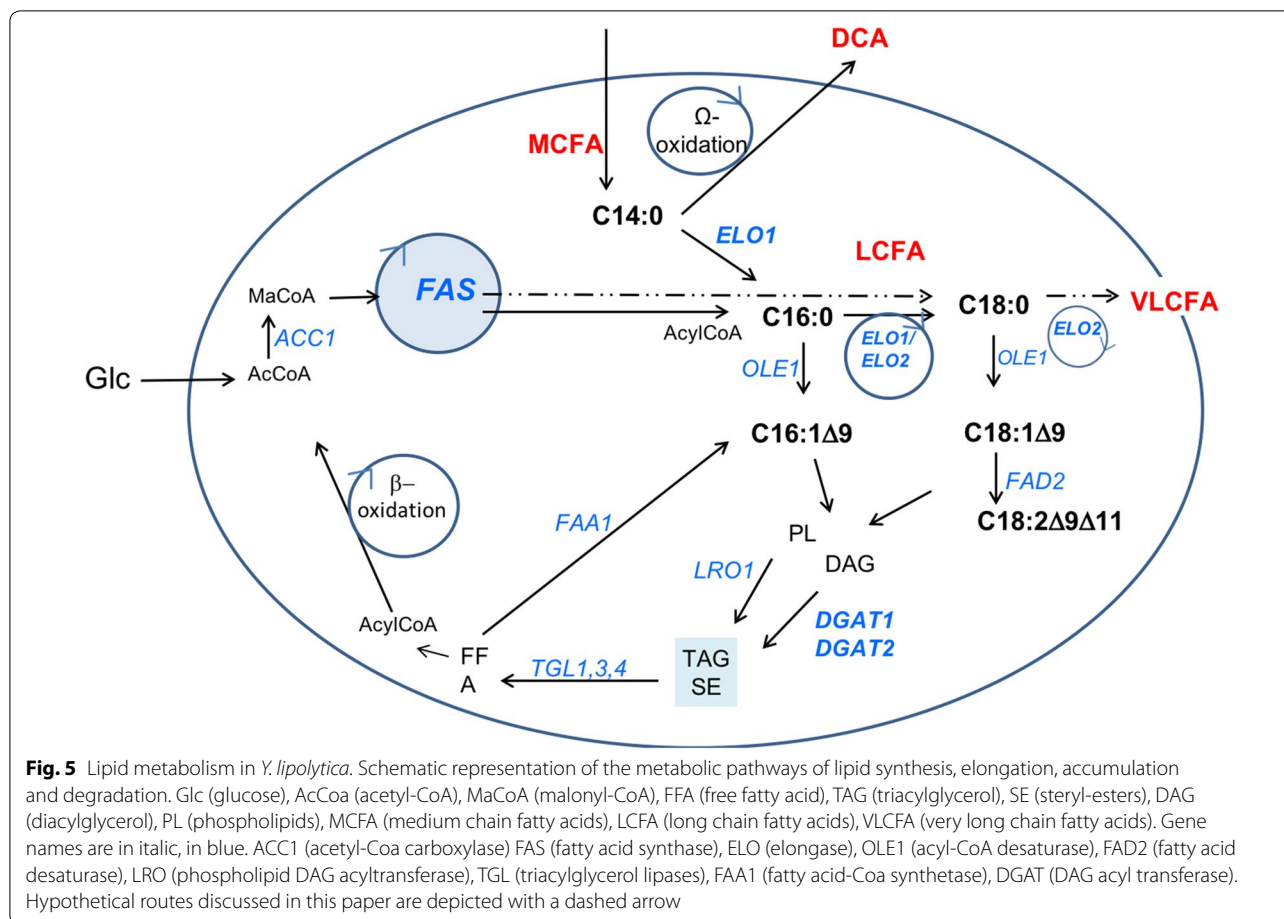 DCA
Ω-
oxidation
MCFA
C14:0
ELO1
LCFA
FAS
MaCoA
ACC1
AcCoA
Glc
AcylCoA
C16:0
C18:0
VLCFA
ELO1/
ELO2
ELO2
OLE1
OLE1
C16:1Δ9
C18:1Δ9
FAD2
C18:2Δ9Δ11
β–
oxidation
FAA1
PL
DAG
LRO1
DGAT1
DGAT2
AcylCoA
FF
A
TGL1,3,4
TAG
SE
Fig. 5 Lipid metabolism in Y. lipolytica. Schematic representation of the metabolic pathways of lipid synthesis, elongation, accumulation
and degradation. Glc (glucose), AcCoa (acetyl-CoA), MaCoA (malonyl-CoA), FFA (free fatty acid), TAG (triacylglycerol), SE (steryl-esters), DAG
(diacylglycerol), PL (phospholipids), MCFA (medium chain fatty acids), LCFA (long chain fatty acids), VLCFA (very long chain fatty acids). Gene
names are in italic, in blue. ACC1 (acetyl-Coa carboxylase) FAS (fatty acid synthase), ELO (elongase), OLE1 (acyl-CoA desaturase), FAD2 (fatty acid
desaturase), LRO (phospholipid DAG acyltransferase), TGL (triacylglycerol lipases), FAA1 (fatty acid-Coa synthetase), DGAT (DAG acyl transferase).
Hypothetical routes discussed in this paper are depicted with a dashed arrow